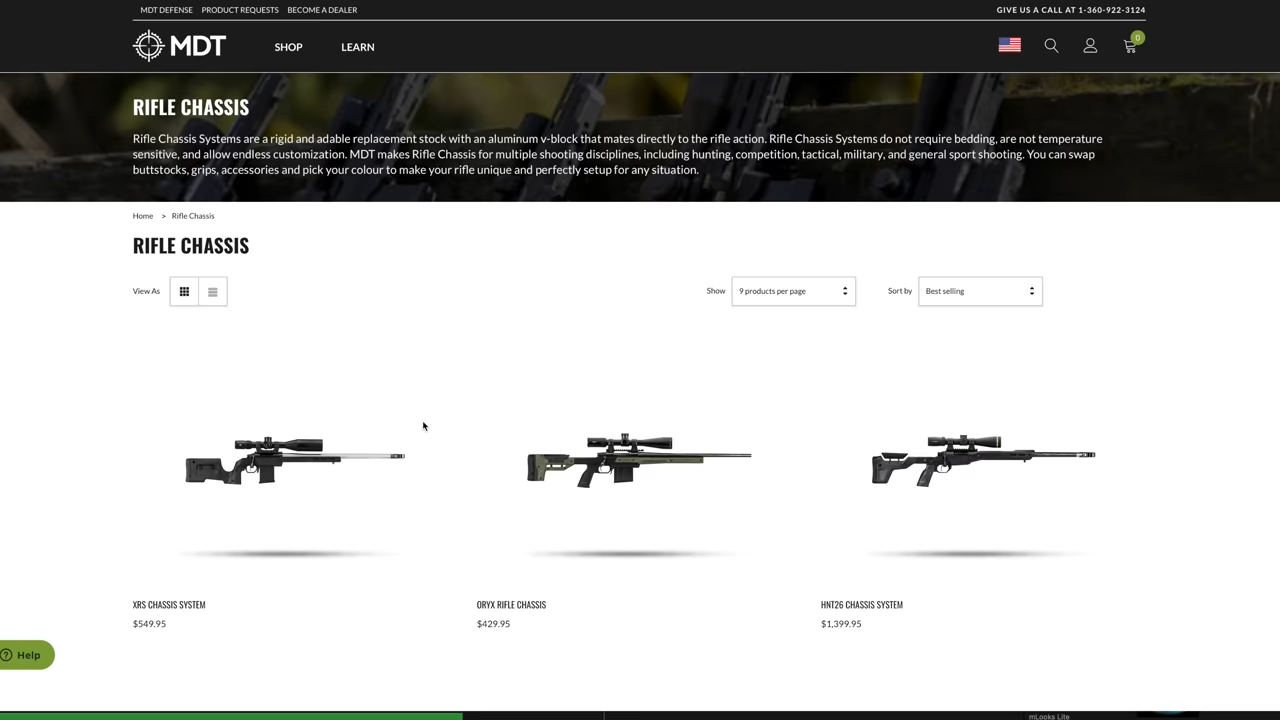 MDT DEFENSE PRODUCT REQUESTS BECOME A DEALER GIVE US A CALL AT 1-360-922-3124
MDT SHOP LEARN 0
RIFLE CHASSIS
Rifle Chassis Systems are a rigid and adable replacement stock with an aluminum v-block that mates directly to the rifle action. Rifle Chassis Systems do not require bedding, are not temperature
sensitive, and allow endless customization. MDT makes Rifle Chassis for multiple shooting disciplines, including hunting, competition, tactical, military, and general sport shooting. You can swap
buttstocks, grips, accessories and pick your colour to make your rifle unique and perfectly setup for any situation.
Home > Rifle Chassis
RIFLE CHASSIS
View As Show 9 products per page Sort by Best selling
XRS CHASSIS SYSTEM ORYX RIFLE CHASSIS HNT26 CHASSIS SYSTEM
$549.95 $429.95 $1,399.95
Help
mLooks Lite